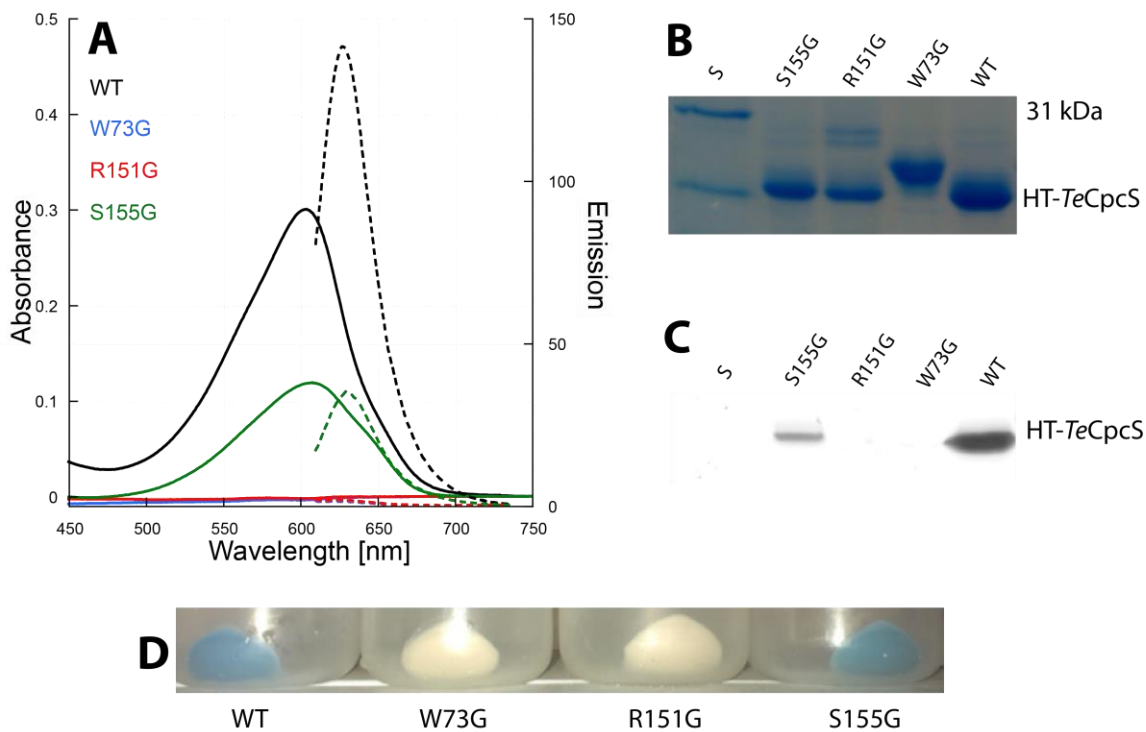 A
0.5
0.4
0.3
0.2
0.1
0
150
100
50
0
450 500 550 600 650 700 750
Absorbance
Emission
Wavelength [nm]
WT
W73G
R151G
S155G
B
S S155G R151G W73G WT
31 kDa
HT-TeCpcS
C
S S155G R151G W73G WT
HT-TeCpcS
D
WT W73G R151G S155G